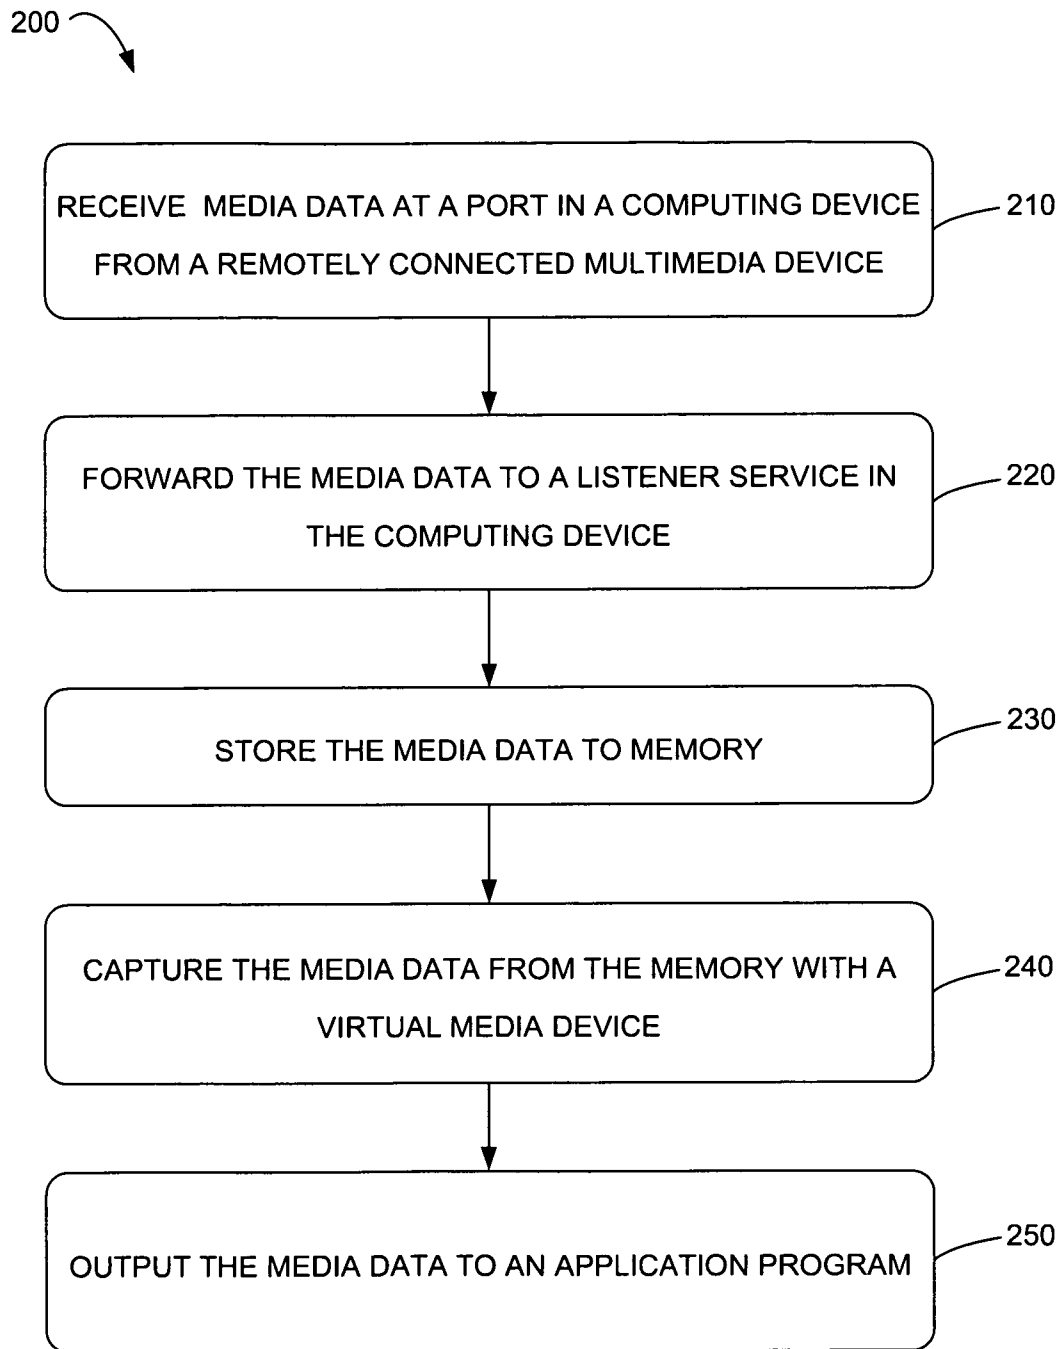 200
RECEIVE MEDIA DATA AT A PORT IN A COMPUTING DEVICE
FROM A REMOTELY CONNECTED MULTIMEDIA DEVICE
210
FORWARD THE MEDIA DATA TO A LISTENER SERVICE IN
THE COMPUTING DEVICE
220
STORE THE MEDIA DATA TO MEMORY
230
CAPTURE THE MEDIA DATA FROM THE MEMORY WITH A
VIRTUAL MEDIA DEVICE
240
OUTPUT THE MEDIA DATA TO AN APPLICATION PROGRAM
250